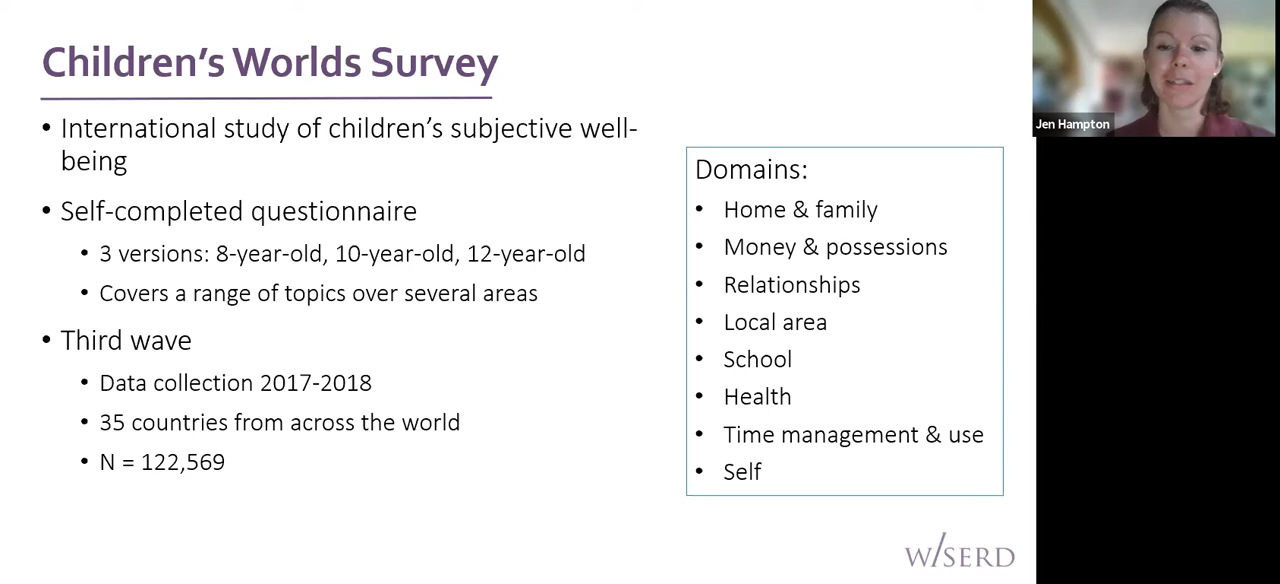 Children's Worlds Survey
• International study of children's subjective well-
being
• Self-completed questionnaire
• 3 versions: 8-year-old, 10-year-old, 12-year-old
• Covers a range of topics over several areas
• Third wave
• Data collection 2017-2018
• 35 countries from across the world
• N = 122,569
Domains:
• Home & family
• Money & possessions
• Relationships
• Local area
• School
• Health
• Time management & use
• Self
W/SERD
Jen Hampton